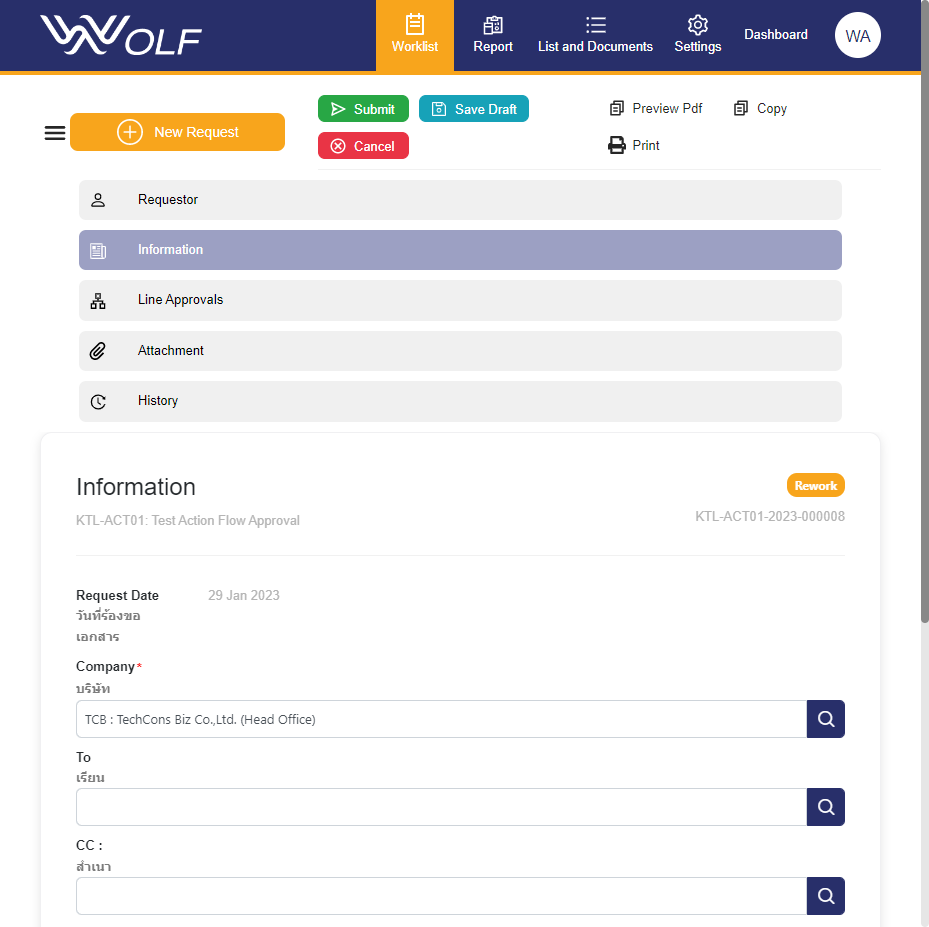 WOLF
Worklist
Report
List and Documents
Settings
Dashboard
WA
New Request
Submit
Save Draft
Cancel
Preview Pdf
Copy
Print
Requestor
Information
Line Approvals
Attachment
History
Information
Rework
KTL-ACT01: Test Action Flow Approval
KTL-ACT01-2023-000008
Request Date 29 Jan 2023
วันที่ร้องขอ
เอกสาร
Company*
บริษัท
TCB : TechCons Biz Co.,Ltd. (Head Office)
To
เรียน
CC :
สำเนา